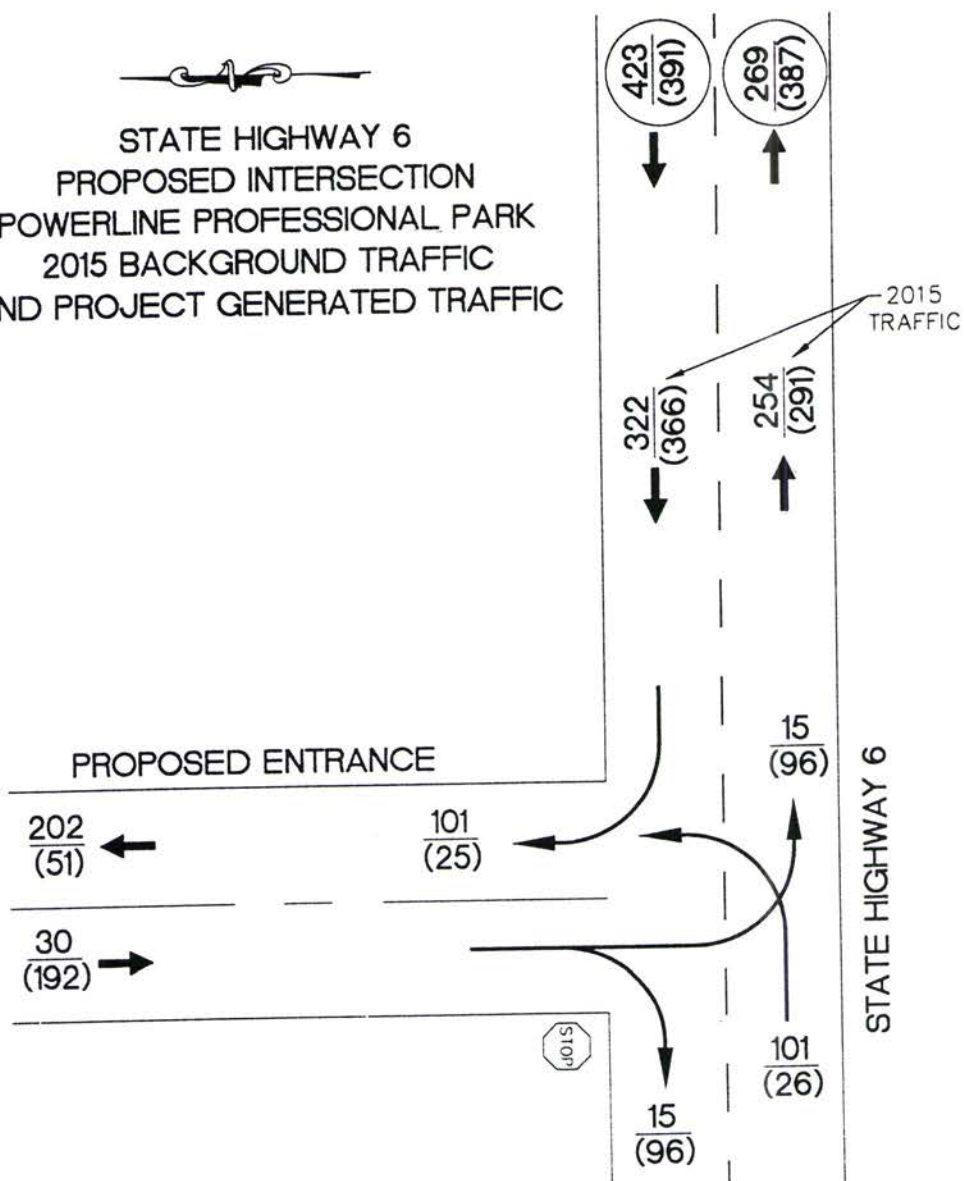 STATE HIGHWAY 6
PROPOSED INTERSECTION
POWERLINE PROFESSIONAL PARK
2015 BACKGROUND TRAFFIC
ND PROJECT GENERATED TRAFFIC
423
(391)
269
(387)
2015
TRAFFIC
322
(366)
254
(291)
PROPOSED ENTRANCE
202
(51)
101
(25)
15
(96)
STATE HIGHWAY 6
30
(192)
STOP
101
(26)
15
(96)